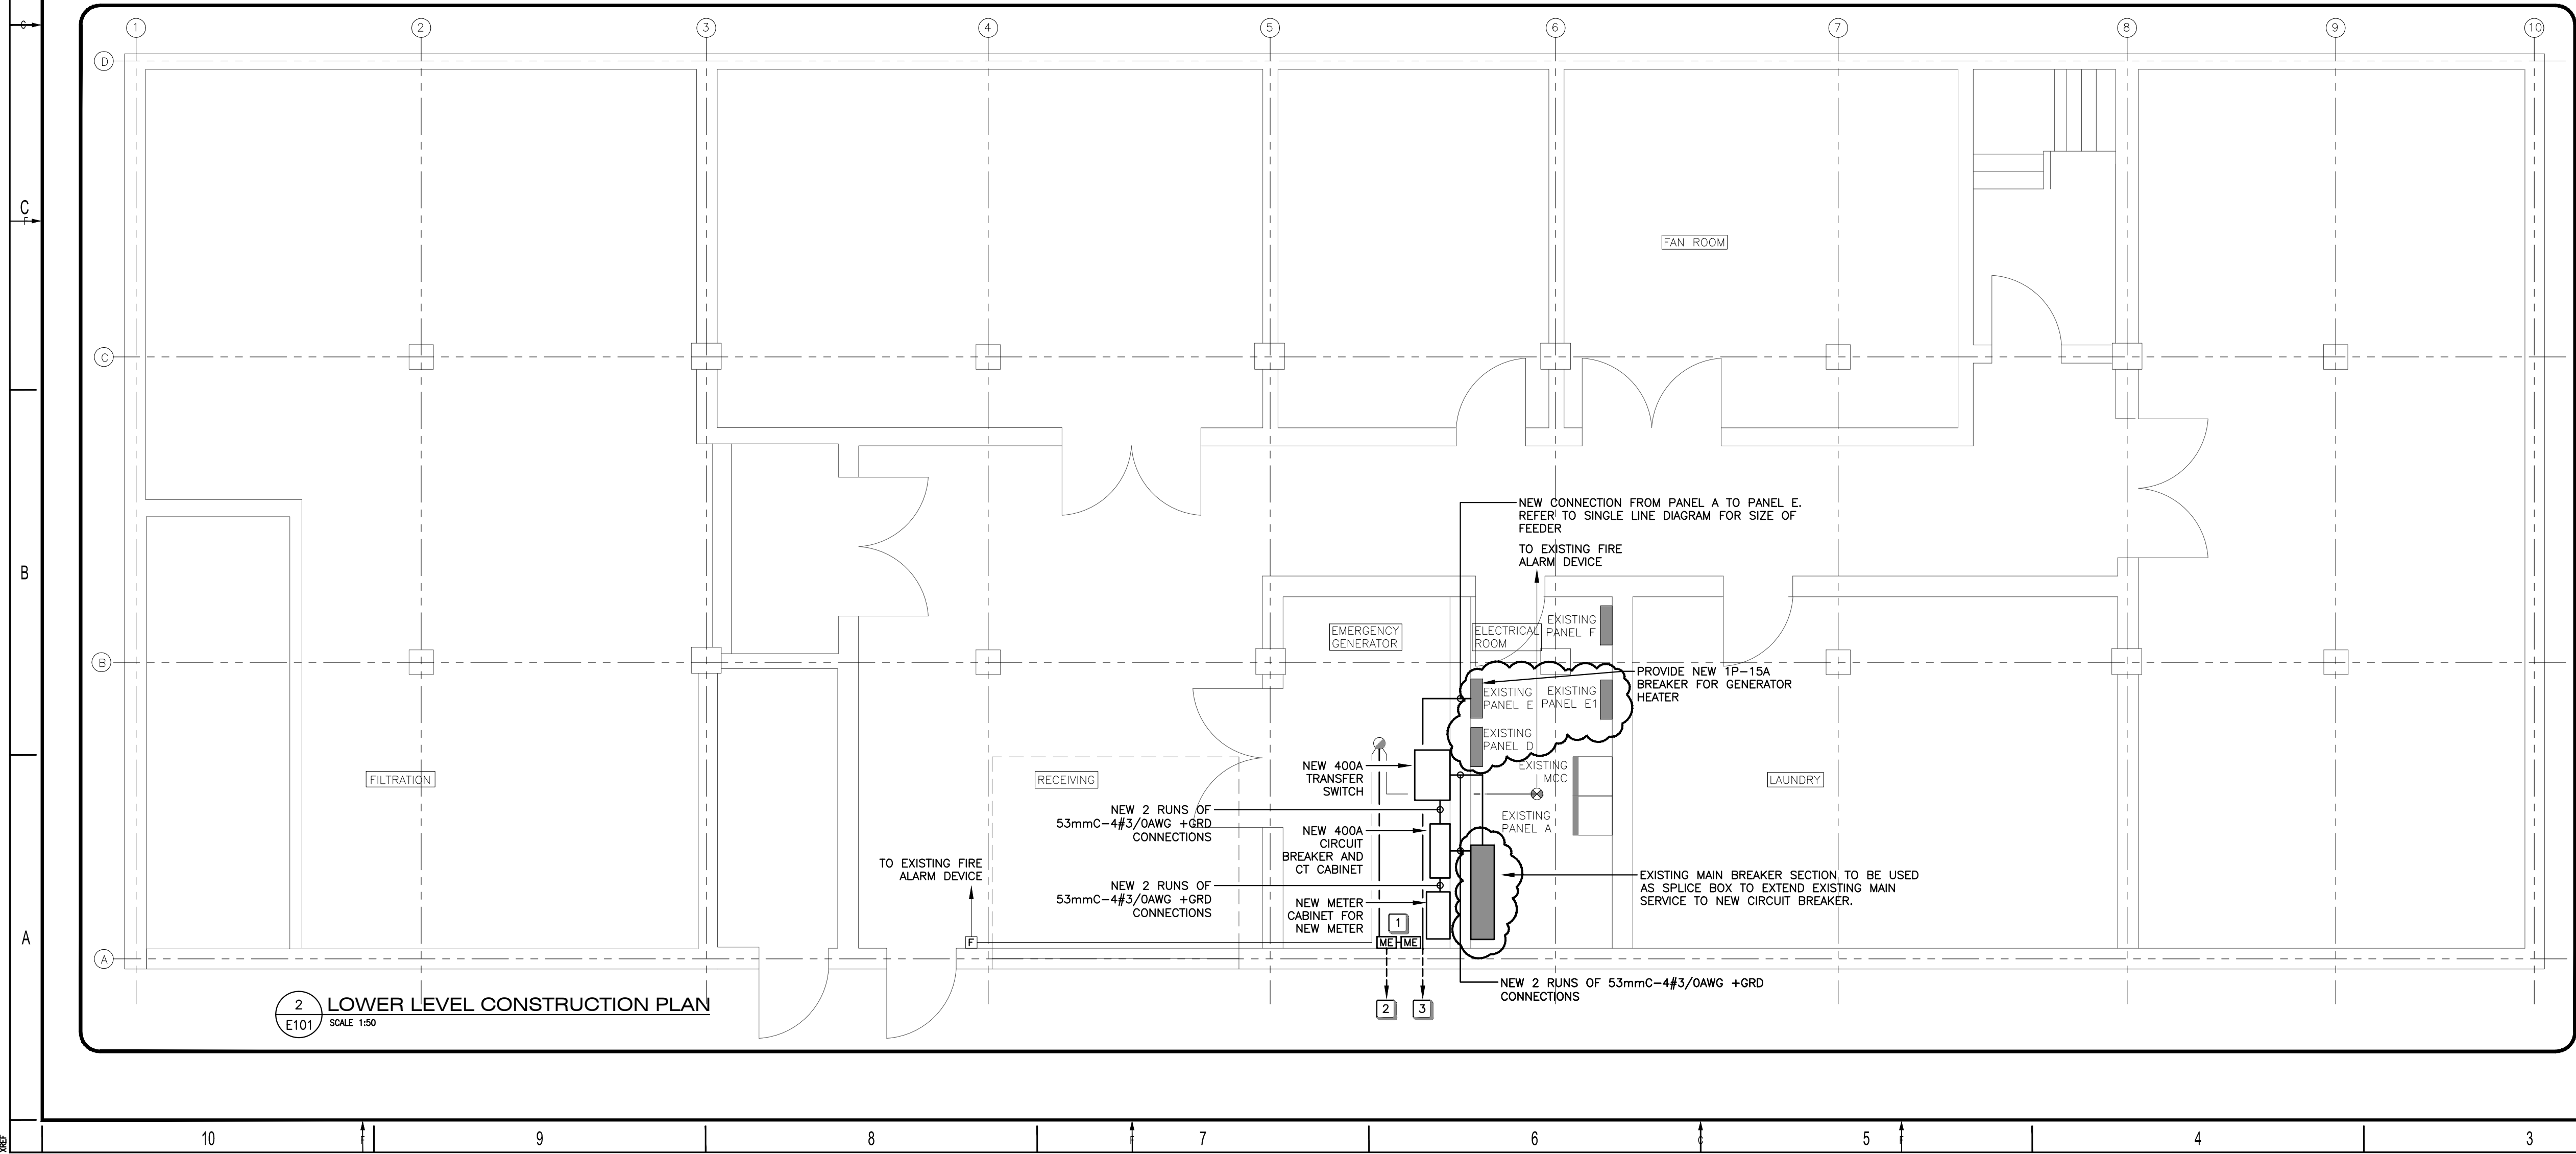 G
1
2
3
4
5
6
7
8
9
10
D
C
F
FAN ROOM
C
NEW CONNECTION FROM PANEL A TO PANEL E.
REFER TO SINGLE LINE DIAGRAM FOR SIZE OF
FEEDER
TO EXISTING FIRE
ALARM DEVICE
B
EMERGENCY
GENERATOR
ELECTRICAL
ROOM
EXISTING
PANEL F
B
PROVIDE NEW 1P-15A
BREAKER FOR GENERATOR
HEATER
EXISTING
PANEL E
EXISTING
PANEL E1
EXISTING
PANEL D
FILTRATION
RECEIVING
NEW 400A
TRANSFER
SWITCH
EXISTING
MCC
LAUNDRY
NEW 2 RUNS OF
53mmC-4#3/0AWG +GRD
CONNECTIONS
EXISTING
PANEL A
NEW 400A
CIRCUIT
BREAKER AND
CT CABINET
TO EXISTING FIRE
ALARM DEVICE
EXISTING MAIN BREAKER SECTION TO BE USED
AS SPLICE BOX TO EXTEND EXISTING MAIN
SERVICE TO NEW CIRCUIT BREAKER.
NEW 2 RUNS OF
53mmC-4#3/0AWG +GRD
CONNECTIONS
NEW METER
CABINET FOR
NEW METER
1
A
F
ME
ME
A
NEW 2 RUNS OF 53mmC-4#3/0AWG +GRD
CONNECTIONS
2
3
2
E101
LOWER LEVEL CONSTRUCTION PLAN
SCALE 1:50
XREF
10
F
9
8
F
7
6
C
5
F
4
3